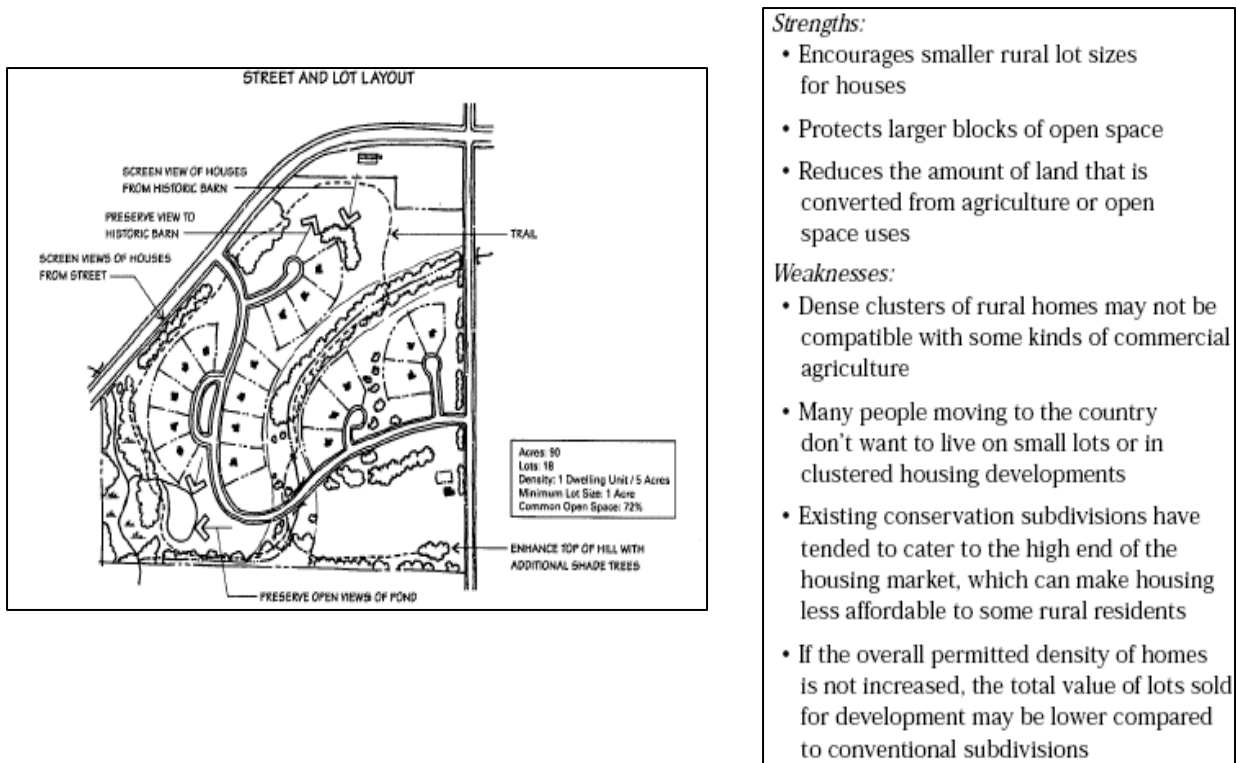 STREET AND LOT LAYOUT
SCREEN VIEW OF HOUSES
FROM HISTORIC BARN
PRESERVE VIEW TO
HISTORIC BARN
SCREEN VIEWS OF HOUSES
FROM STREET
TRAIL
Acres: 90
Lots: 18
Density: 1 Dwelling Unit / 5 Acres
Minimum Lot Size: 1 Acre
Common Open Space: 72%
ENHANCE TOP OF HILL WITH
ADDITIONAL SHADE TREES
PRESERVE OPEN VIEWS OF POND
Strengths:
• Encourages smaller rural lot sizes
for houses
• Protects larger blocks of open space
• Reduces the amount of land that is
converted from agriculture or open
space uses
Weaknesses:
• Dense clusters of rural homes may not be
compatible with some kinds of commercial
agriculture
• Many people moving to the country
don't want to live on small lots or in
clustered housing developments
• Existing conservation subdivisions have
tended to cater to the high end of the
housing market, which can make housing
less affordable to some rural residents
• If the overall permitted density of homes
is not increased, the total value of lots sold
for development may be lower compared
to conventional subdivisions